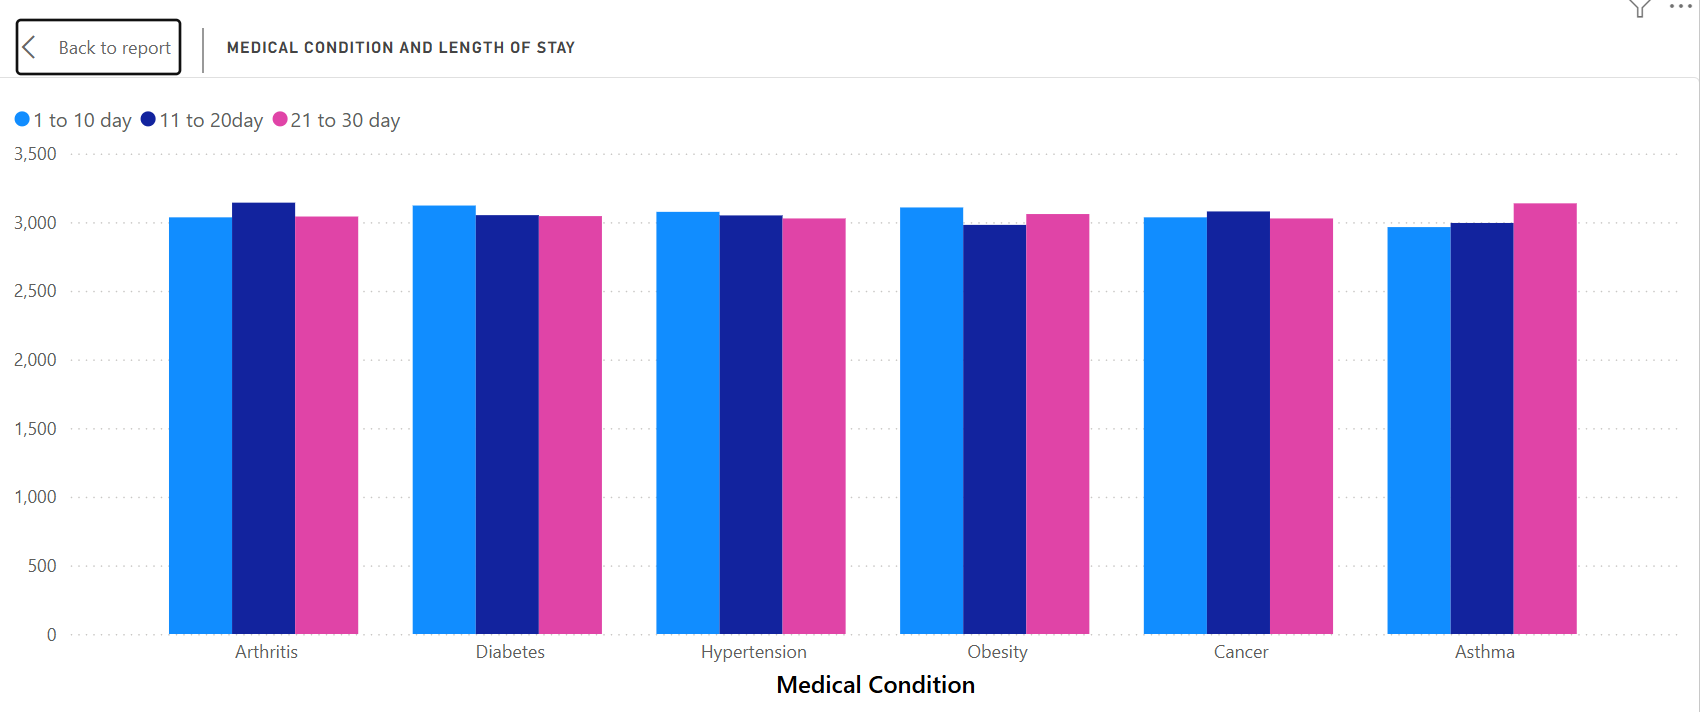 Back to report
MEDICAL CONDITION AND LENGTH OF STAY
1 to 10 day 11 to 20day 21 to 30 day
3,500
3,000
2,500
2,000
1,500
1,000
500
0
Arthritis Diabetes Hypertension Obesity Cancer Asthma
Medical Condition